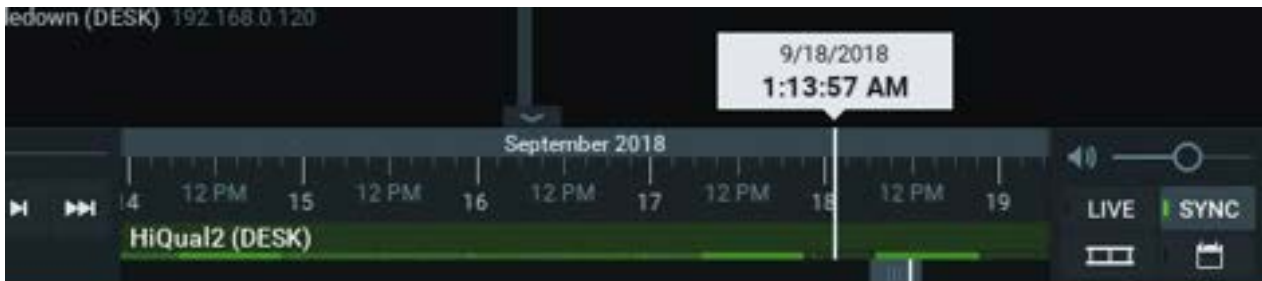 ledown (DESK) 192.168.0.120
9/18/2018
1:13:57 AM
September 2018
14 12 PM 15 12 PM 16 12 PM 17 12 PM 18 12 PM 19
LIVE SYNC
HiQual2 (DESK)